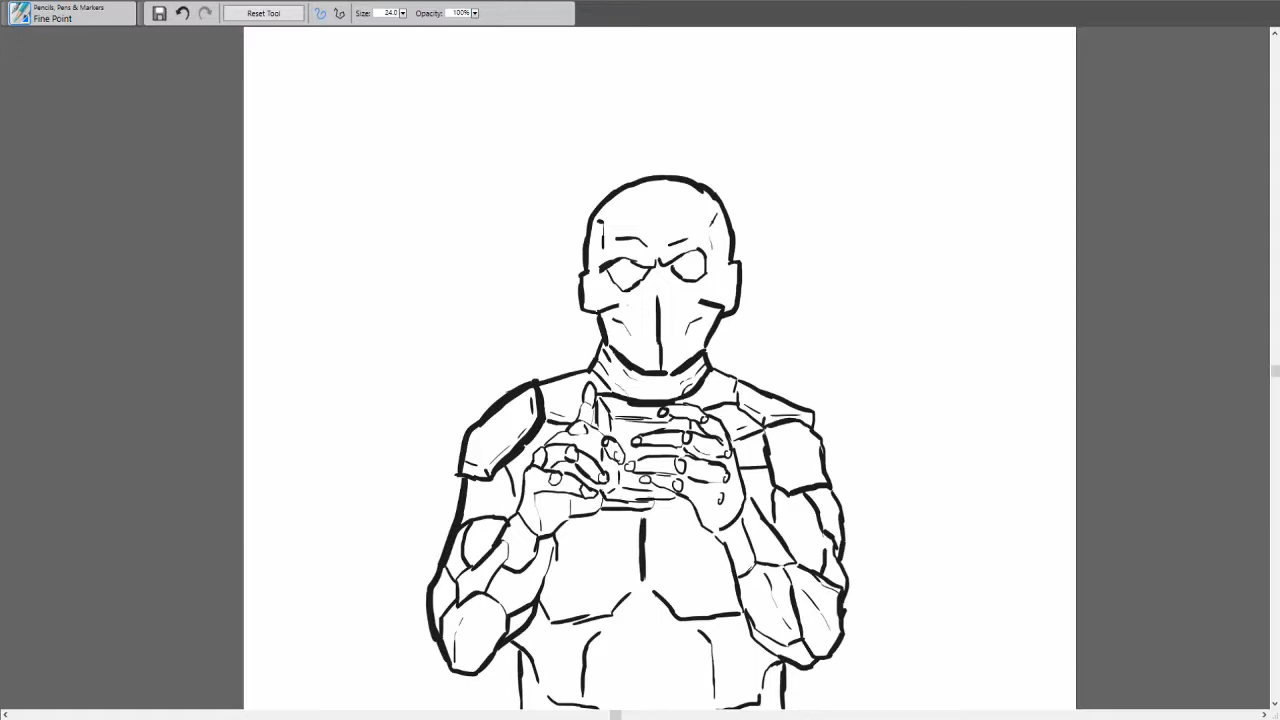 Pencils, Pens & Markers
Fine Point
Reset Tool
Size: 24.0
Opacity: 100%